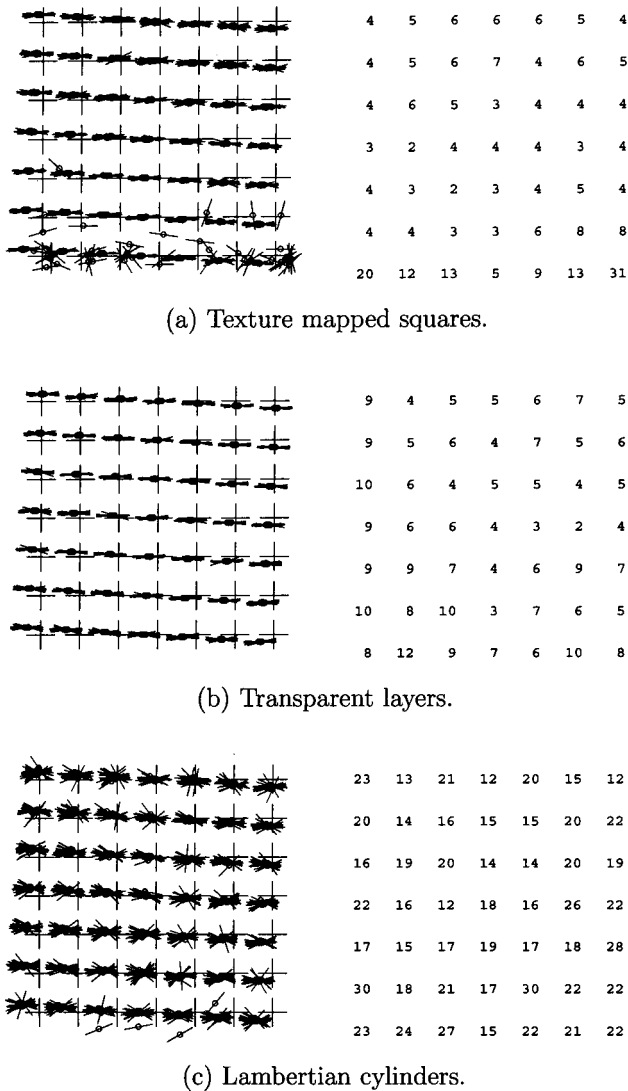 4 5 6 6 6 5 4
4 5 6 7 4 6 5
4 6 5 3 4 4 4
3 2 4 4 4 3 4
4 3 2 3 4 5 4
4 4 3 3 6 8 8
20 12 13 5 9 13 31
(a) Texture mapped squares.
9 4 5 5 6 7 5
9 5 6 4 7 5 6
10 6 4 5 5 4 5
9 6 6 4 3 2 4
9 9 7 4 6 9 7
10 8 10 3 7 6 5
8 12 9 7 6 10 8
(b) Transparent layers.
23 13 21 12 20 15 12
20 14 16 15 15 20 22
16 19 20 14 14 20 19
22 16 12 18 16 26 22
17 15 17 19 17 18 28
30 18 21 17 30 22 22
23 24 27 15 22 21 22
(c) Lambertian cylinders.